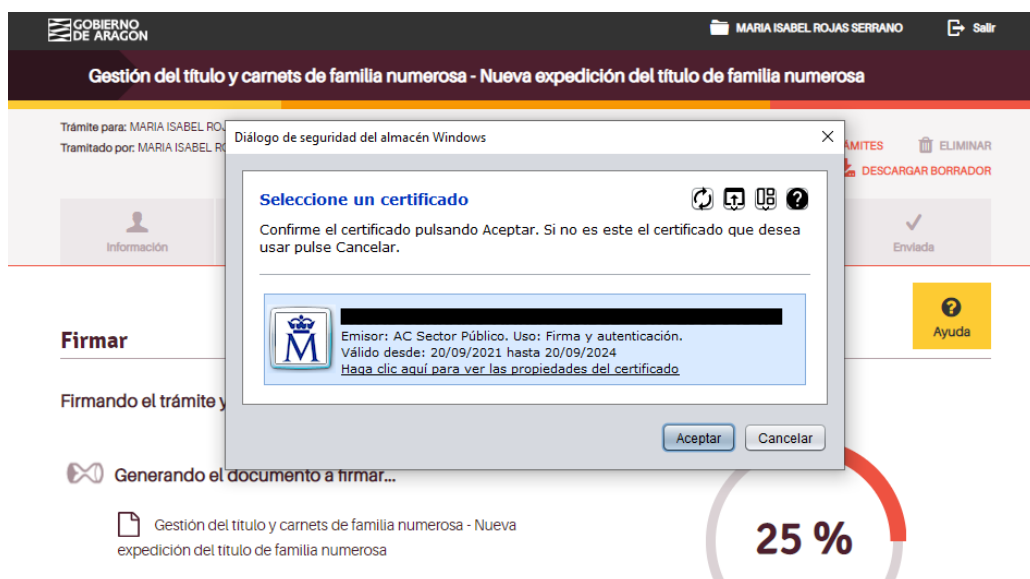 GOBIERNO
DE ARAGON
MARIA ISABEL ROJAS SERRANO
Salir
Gestión del título y carnets de familia numerosa - Nueva expedición del título de familia numerosa
Trámite para: MARIA ISABEL
Tramitado por: MARIA ISABEL
ELIMINAR
DESCARGAR BORRADOR
Información
Enviada
Diálogo de seguridad del almacén Windows
Seleccione un certificado
Confirme el certificado pulsando Aceptar. Si no es este el certificado que desea
usar pulse Cancelar.
Emisor: AC Sector Público. Uso: Firma y autenticación.
Válido desde: 20/09/2021 hasta 20/09/2024
Haga clic aquí para ver las propiedades del certificado
Aceptar
Cancelar
Ayuda
Firmar
Firmando el trámite y
Generando el documento a firmar...
Gestión del título y carnets de familia numerosa - Nueva
expedición del título de familia numerosa
25 %